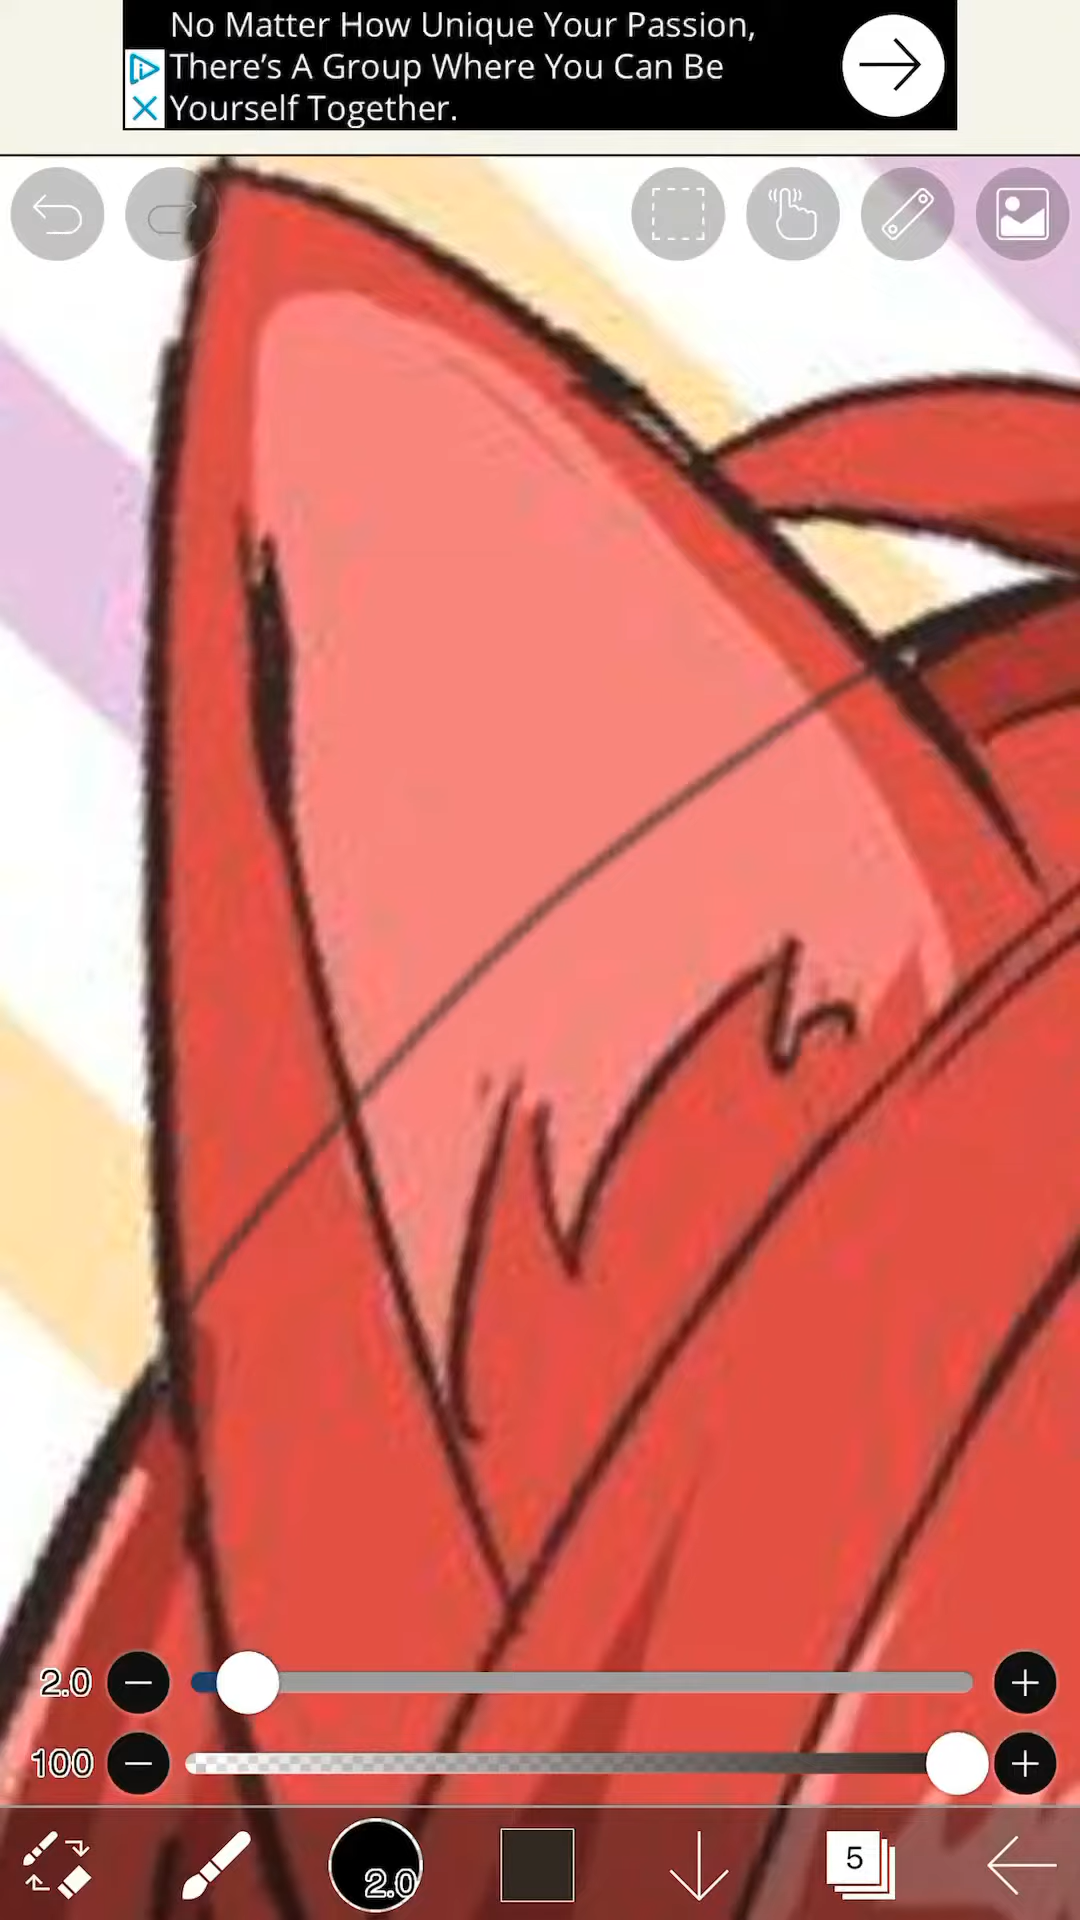 No Matter How Unique Your Passion,
There's A Group Where You Can Be
Yourself Together.
2.0
100
2.0
5